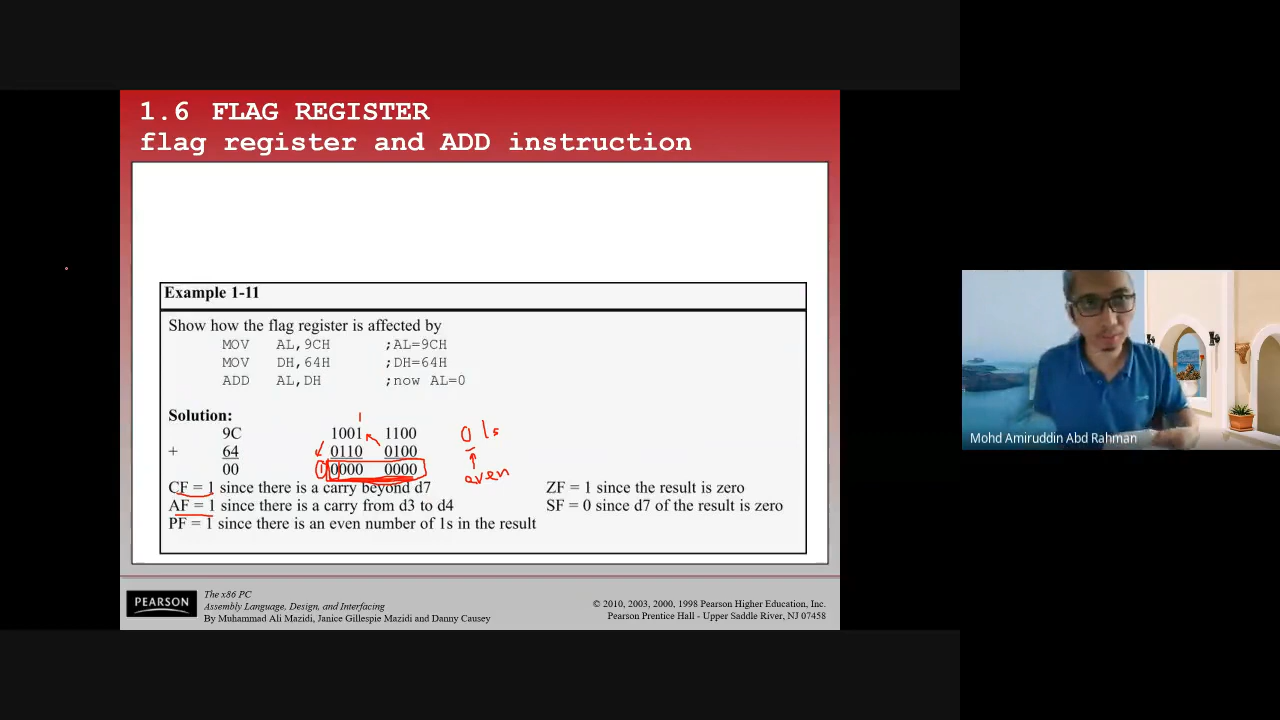 1.6 FLAG REGISTER
flag register and ADD instruction
Example 1-11
Show how the flag register is affected by
MOV AL,9CH ;AL=9CH
MOV DH,64H ;DH=64H
ADD AL,DH ;now AL=0
Solution:
1
9C 1001 1100 0 1s
+ 64 0110 0100
00 1 0000 0000 even
CF = 1 since there is a carry beyond d7 ZF = 1 since the result is zero
AF = 1 since there is a carry from d3 to d4 SF = 0 since d7 of the result is zero
PF = 1 since there is an even number of 1s in the result
PEARSON
The x86 PC
Assembly Language, Design, and Interfacing
By Muhammad Ali Mazidi, Janice Gillespie Mazidi and Danny Causey
© 2010, 2003, 2000, 1998 Pearson Higher Education, Inc.
Pearson Prentice Hall - Upper Saddle River, NJ 07458
Mohd Amiruddin Abd Rahman